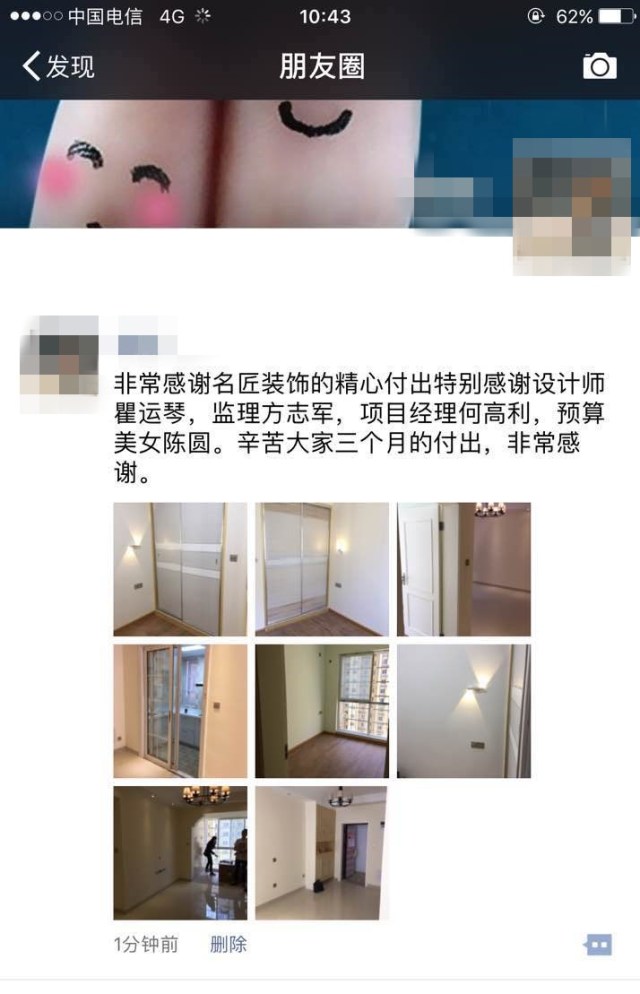 中国电信 4G 10:43 62%
发现 朋友圈
非常感谢名匠装饰的精心付出特别感谢设计师
瞿运琴，监理方志军，项目经理何高利，预算
美女陈圆。辛苦大家三个月的付出，非常感
谢。
1分钟前 删除